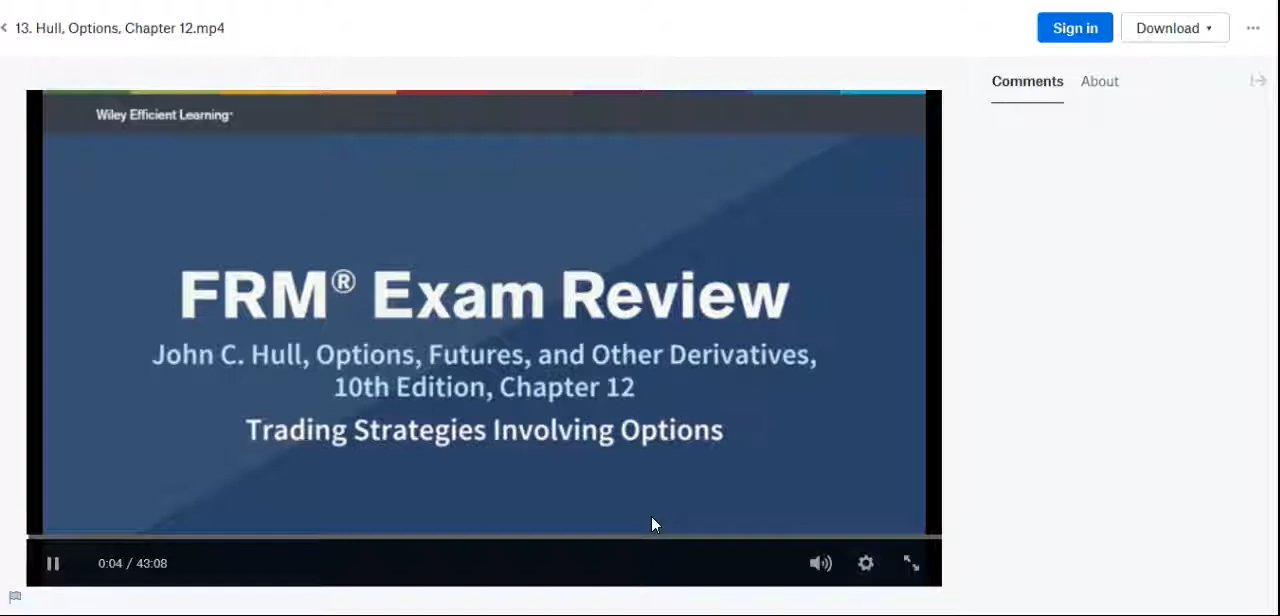 13. Hull, Options, Chapter 12.mp4
Sign in
Download
Comments
About
Wiley Efficient Learning
FRM® Exam Review
John C. Hull, Options, Futures, and Other Derivatives,
10th Edition, Chapter 12
Trading Strategies Involving Options
0:04 / 43:08